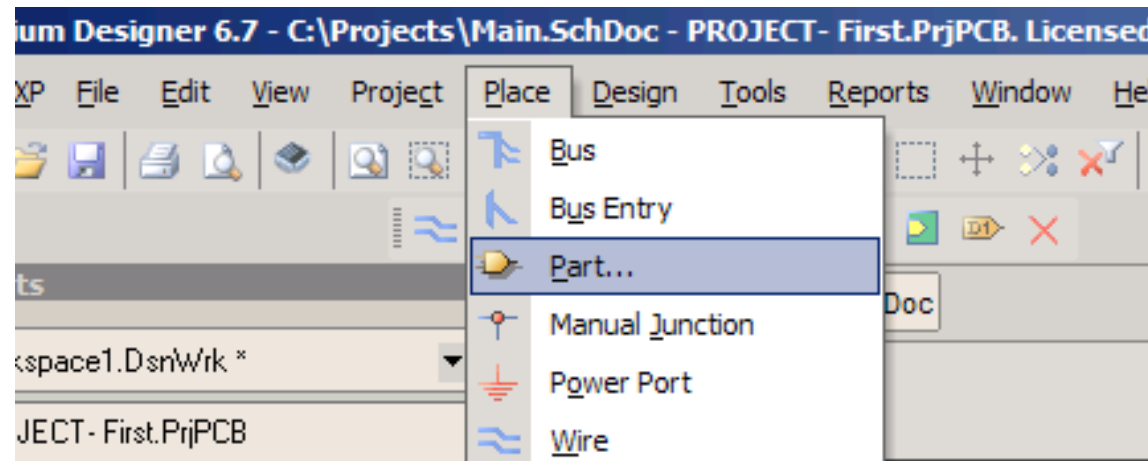 ium Designer 6.7 - C:\Projects\Main.SchDoc - PROJECT- First.PrjPCB. Licensed
XP File Edit View Project Place Design Tools Reports Window He
Bus
Bus Entry
D1
Part...
ts
Doc
Manual Junction
kspace1.DsnWrk *
Power Port
JECT- First.PrjPCB
Wire